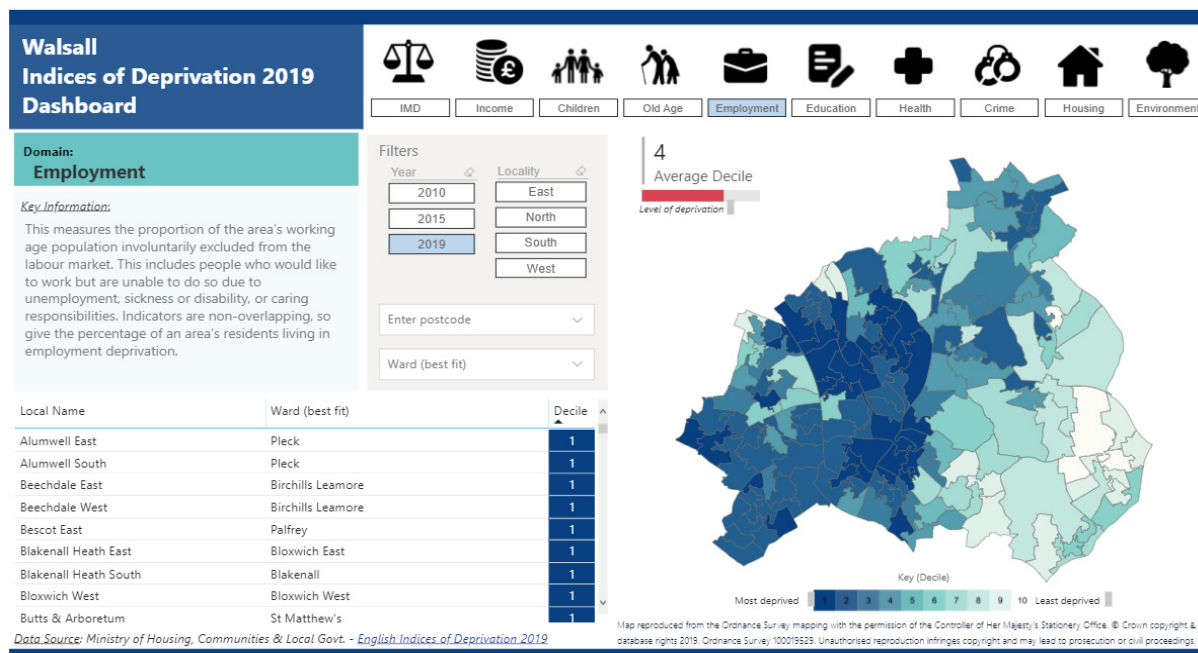 Walsall
Indices of Deprivation 2019
Dashboard
IMD
Income
Children
Old Age
Employment
Education
Health
Crime
Housing
Environment
Domain:
Employment
Key Information:
This measures the proportion of the area's working
age population involuntarily excluded from the
labour market. This includes people who would like
to work but are unable to do so due to
unemployment, sickness or disability, or caring
responsibilities. Indicators are non-overlapping, so
give the percentage of an area's residents living in
employment deprivation.
Filters
Year
Locality
2010
2015
2019
East
North
South
West
Enter postcode
Ward (best fit)
4
Average Decile
Level of deprivation
Local Name Ward (best fit) Decile
Alumwell East Pleck 1
Alumwell South Pleck 1
Beechdale East Birchills Leamore 1
Beechdale West Birchills Leamore 1
Bescot East Palfrey 1
Blakenall Heath East Bloxwich East 1
Blakenall Heath South Blakenall 1
Bloxwich West Bloxwich West 1
Butts & Arboretum St Matthew's 1
Data Source: Ministry of Housing, Communities & Local Govt. - English Indices of Deprivation 2019
Key (Decile)
Most deprived 1 2 3 4 5 6 7 8 9 10 Least deprived
Map reproduced from the Ordnance Survey mapping with the permission of the Controller of Her Majesty's Stationery Office. © Crown copyright &
database rights 2019. Ordnance Survey 100019529. Unauthorised reproduction infringes copyright and may lead to prosecution or civil proceedings.